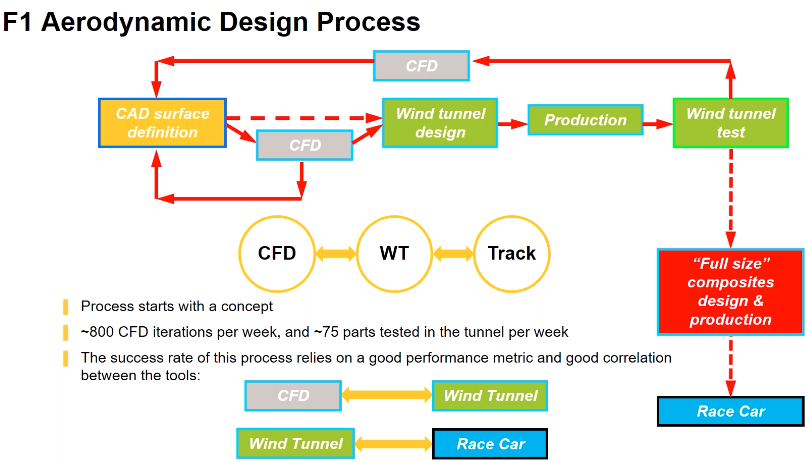 F1 Aerodynamic Design Process
CFD
CAD surface
definition
CFD
Wind tunnel
design
Production
Wind tunnel
test
CFD
WT
Track
“Full size”
composites
design &
production
Process starts with a concept
~800 CFD iterations per week, and ~75 parts tested in the tunnel per week
The success rate of this process relies on a good performance metric and good correlation
between the tools:
CFD
Wind Tunnel
Race Car
Wind Tunnel
Race Car